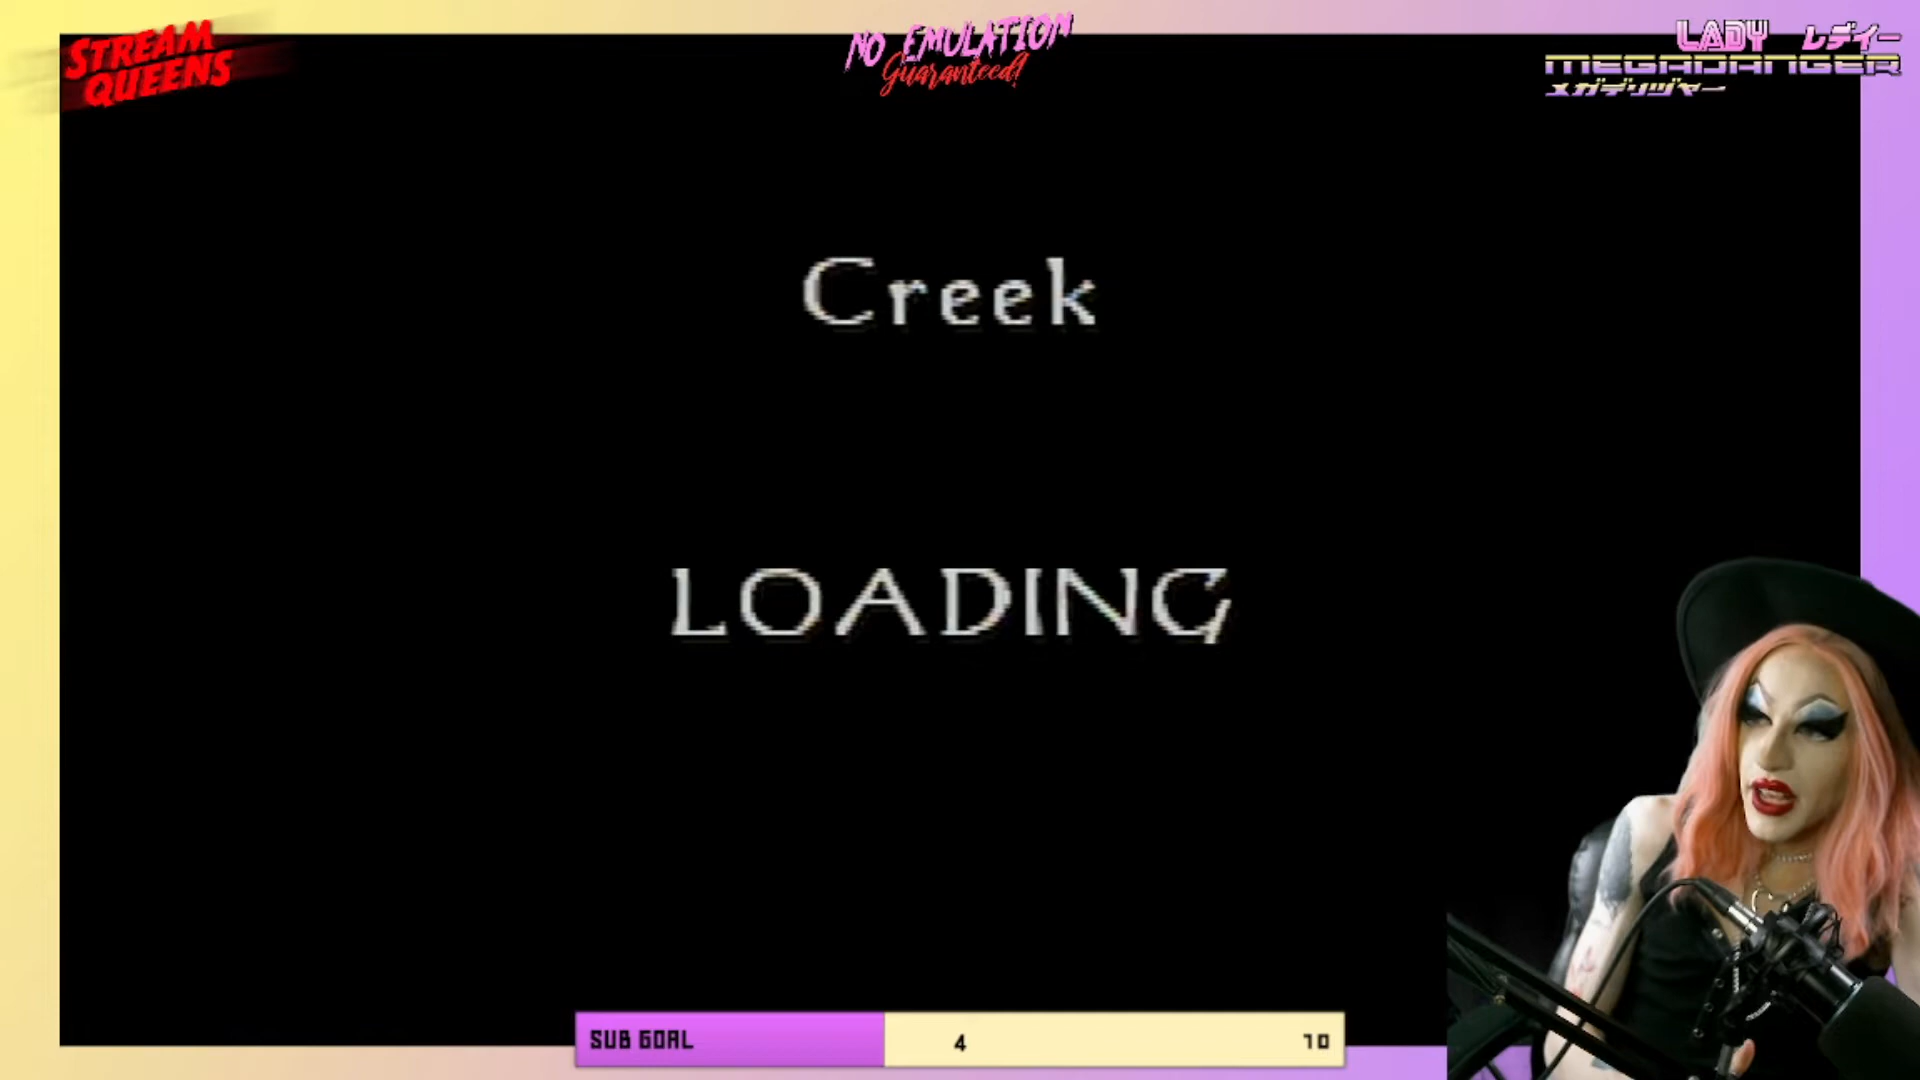 STREAM
QUEENS
NO EMULATION
Guaranteed!
LADY レディー
MEGADANGER
メガデンジャー
Creek
LOADING
SUB GOAL 4 10